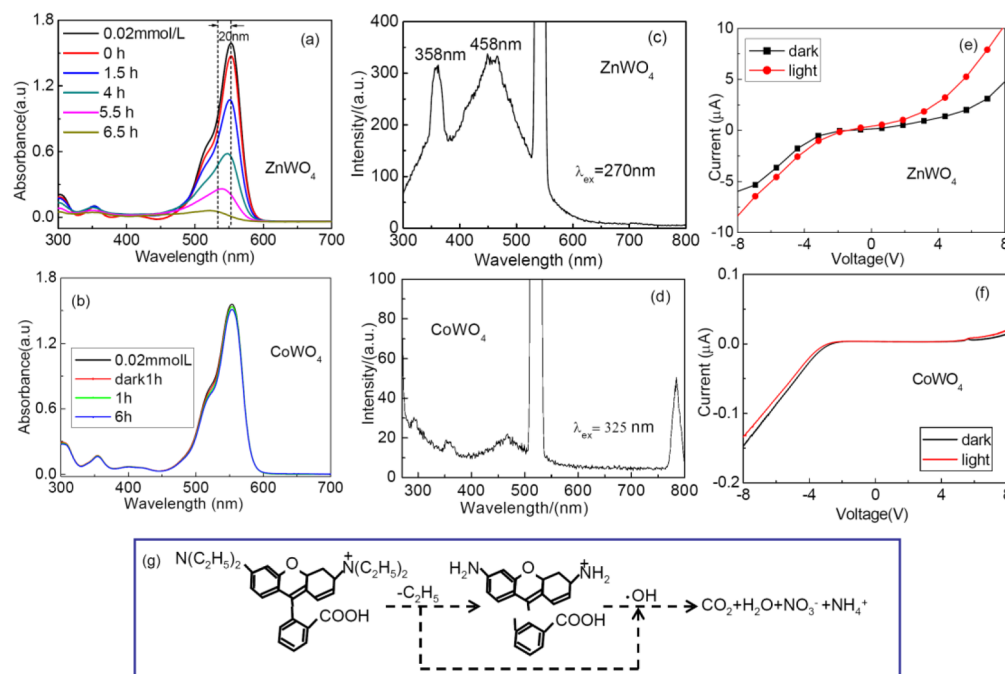 (a)
20nm
0.02mmol/L
0 h
1.5 h
4 h
5.5 h
6.5 h
ZnWO4
Absorbance(a.u)
1.8
1.2
0.6
0.0
300 400 500 600 700
Wavelength (nm)
(c)
358nm
458nm
ZnWO4
λex=270nm
Intensity/(a.u.)
400
300
200
100
300 400 500 600 700 800
Wavelength (nm)
(e)
dark
light
ZnWO4
Current (μA)
10
5
0
-5
-10
-8 -4 0 4 8
Voltage(V)
(b)
CoWO4
0.02mmolL
dark1h
1h
6h
Absorbance(a.u)
1.8
1.2
0.6
0.0
300 400 500 600 700
Wavelength (nm)
(d)
CoWO4
λex= 325 nm
Intensity/(a.u.)
100
80
60
40
20
0
300 400 500 600 700 800
Wavelength/(nm)
(f)
CoWO4
dark
light
Current (μA)
0.1
0.0
-0.1
-0.2
-8 -4 0 4 8
Voltage(V)
(g)
N(C2H5)2
O
+
N(C2H5)2
COOH
-C2H5
H2N
O
+
NH2
COOH
·OH
CO2+H2O+NO3-+NH4+